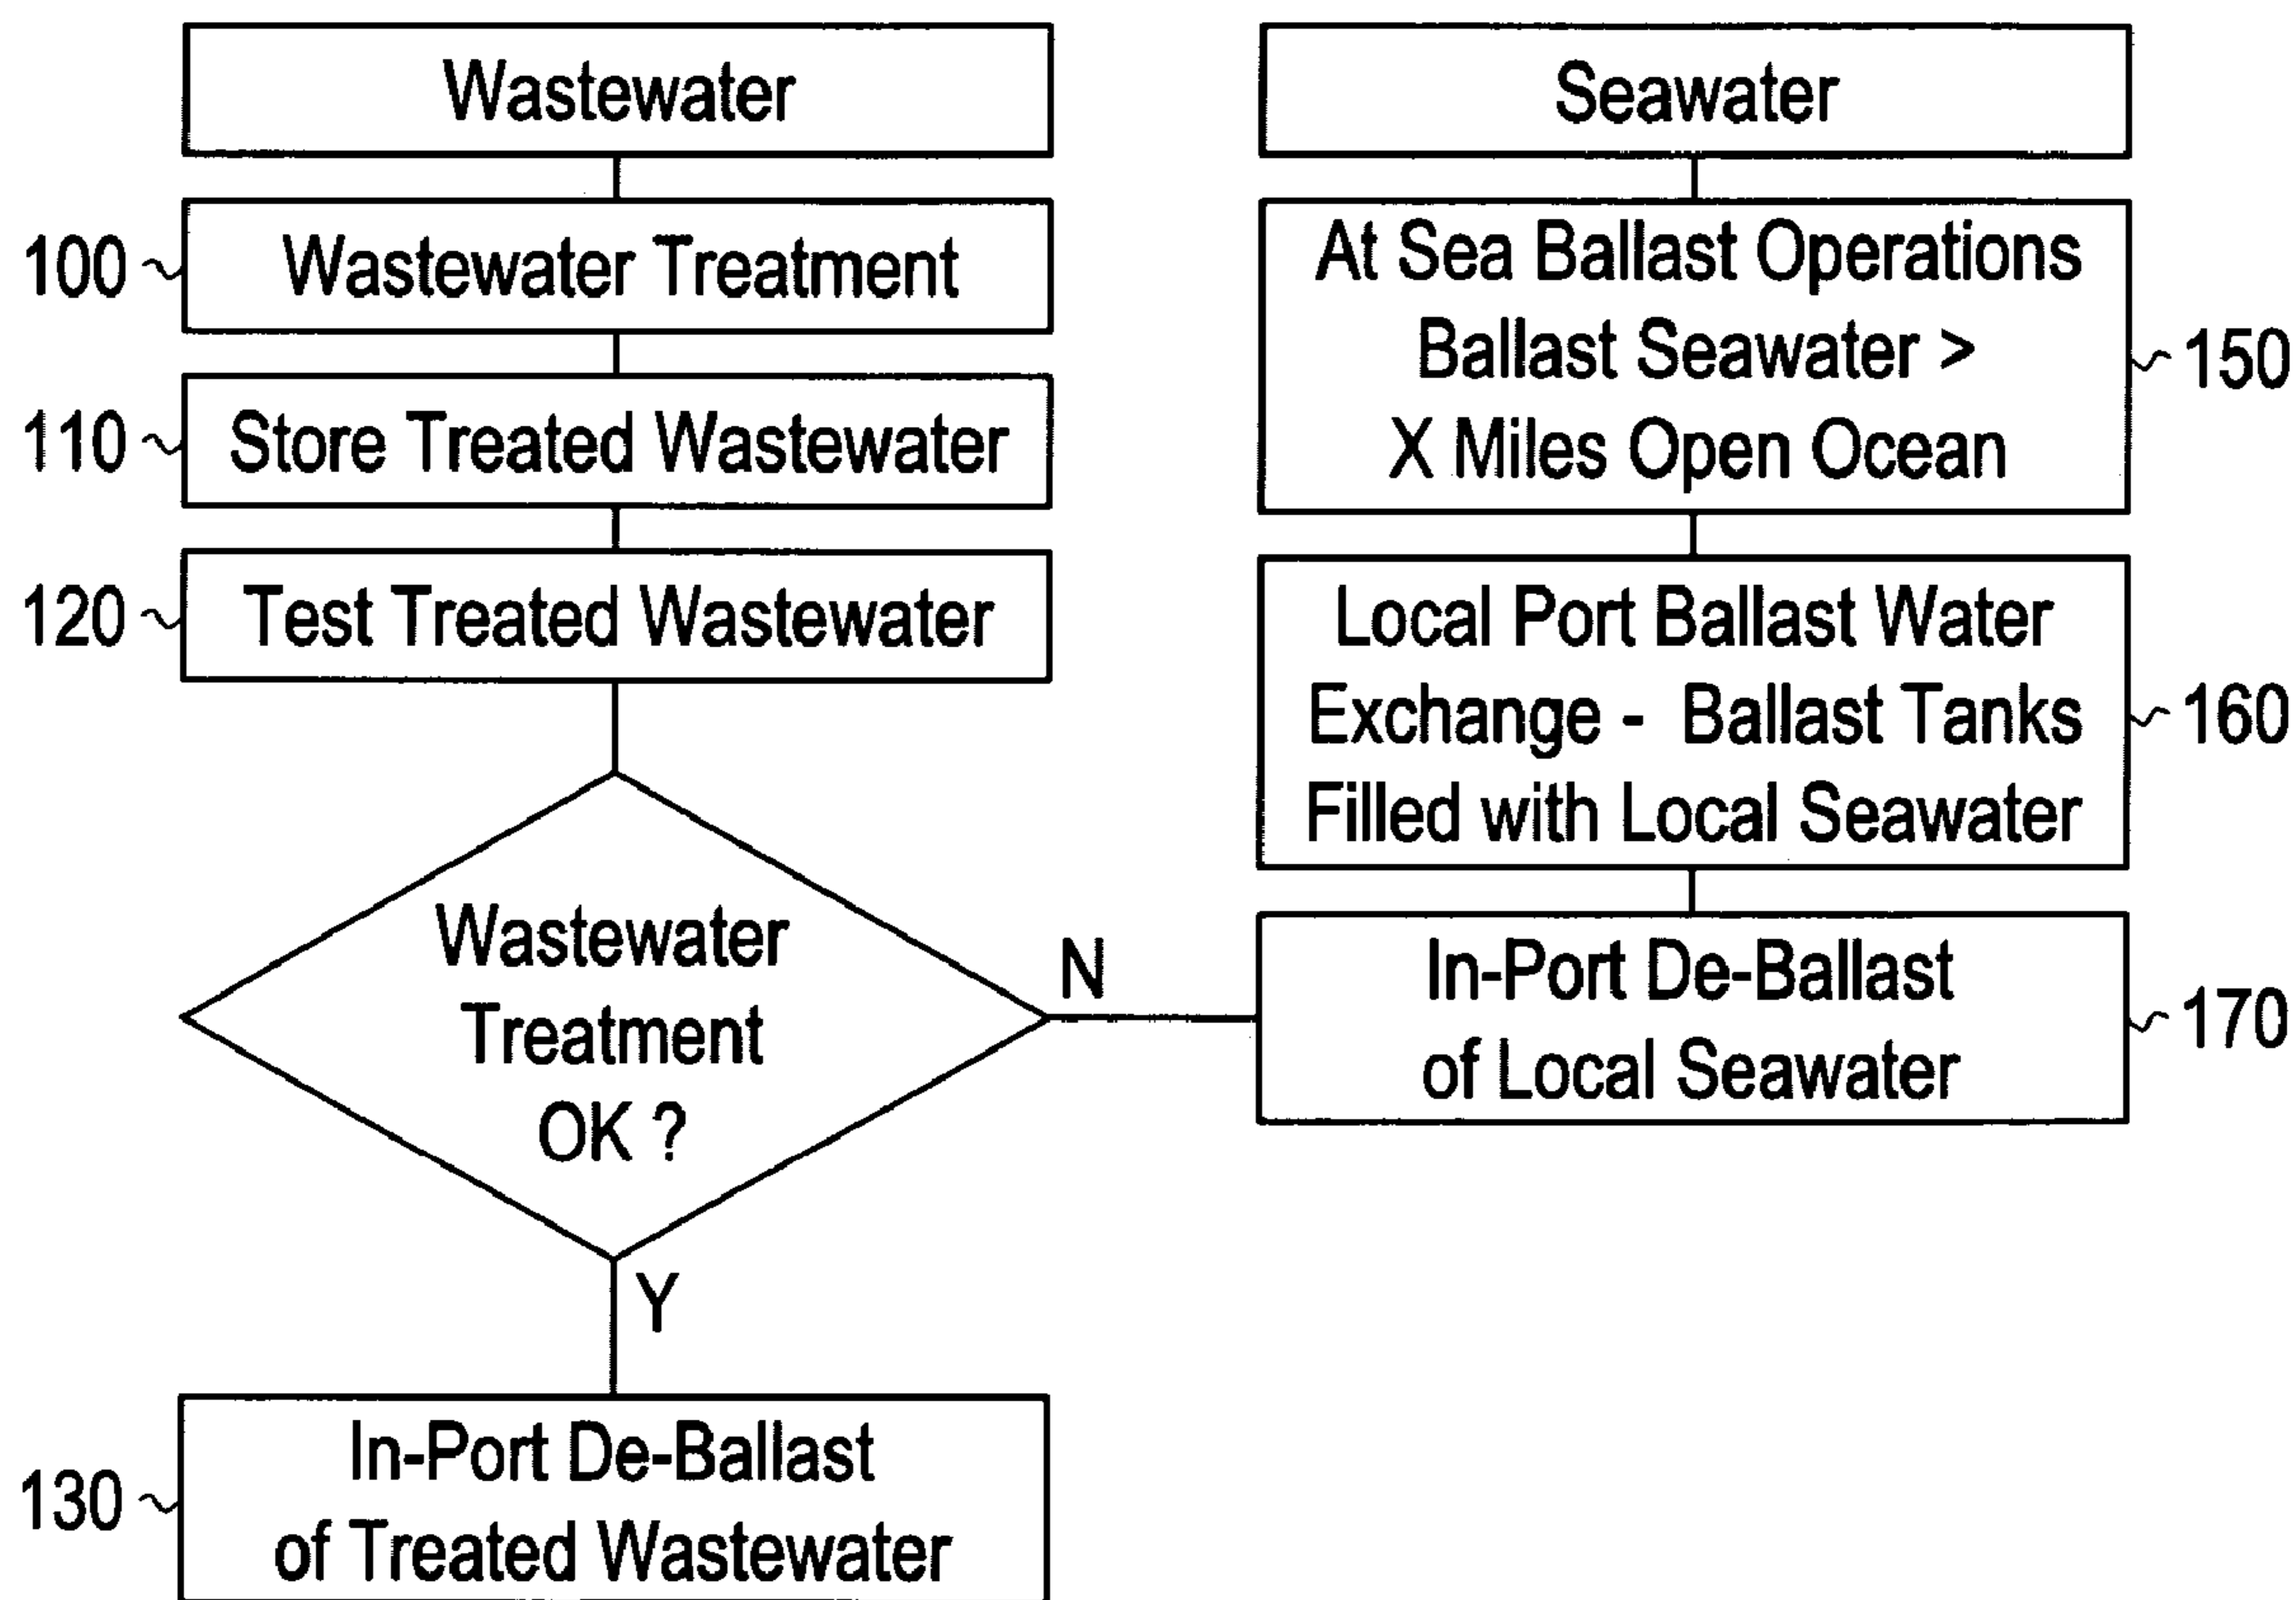 Wastewater
100
Wastewater Treatment
110
Store Treated Wastewater
120
Test Treated Wastewater
Wastewater
Treatment
OK ?
N
Y
130
In-Port De-Ballast
of Treated Wastewater
Seawater
At Sea Ballast Operations
Ballast Seawater >
X Miles Open Ocean
150
Local Port Ballast Water
Exchange - Ballast Tanks
Filled with Local Seawater
160
In-Port De-Ballast
of Local Seawater
170